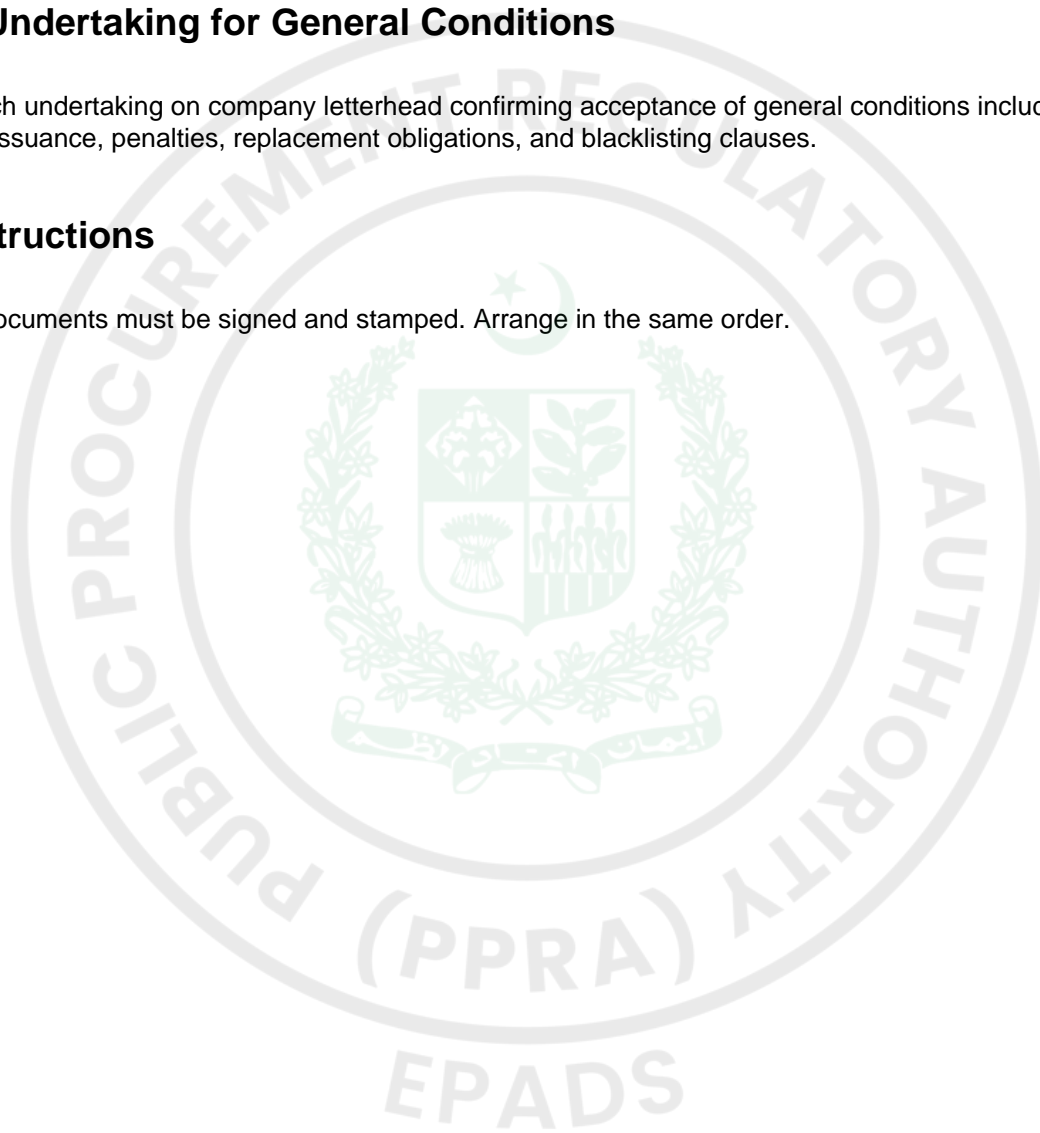 Undertaking for General Conditions
ch undertaking on company letterhead confirming acceptance of general conditions includ
ssuance, penalties, replacement obligations, and blacklisting clauses.
tructions
ocuments must be signed and stamped. Arrange in the same order.
PUBLIC PROCUREMENT REGULATORY AUTHORITY
(PPRA)
EPADS